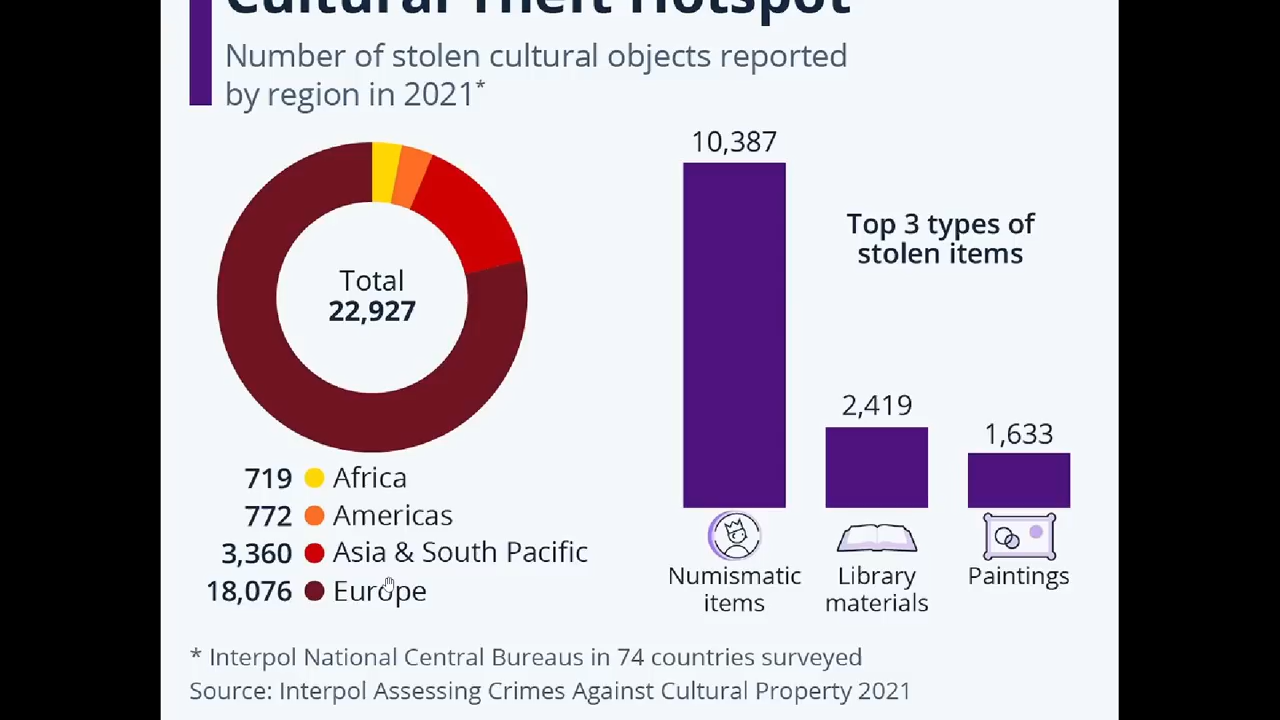 Cultural Theft Hotspot
Number of stolen cultural objects reported
by region in 2021*
Total
22,927
719 Africa
772 Americas
3,360 Asia & South Pacific
18,076 Europe
Top 3 types of
stolen items
10,387
2,419
1,633
Numismatic
items
Library
materials
Paintings
* Interpol National Central Bureaus in 74 countries surveyed
Source: Interpol Assessing Crimes Against Cultural Property 2021